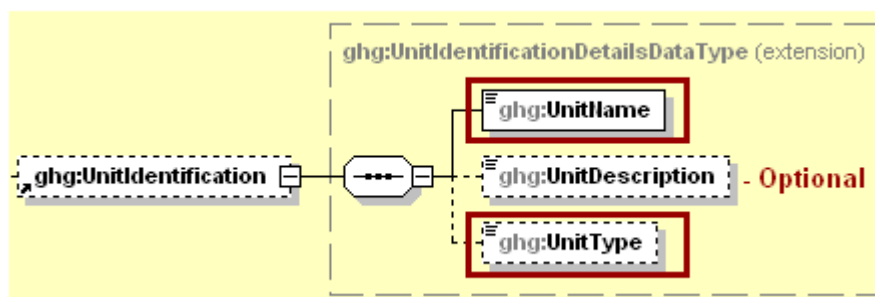 ghg:UnitIdentificationDetailsDataType (extension)
ghg:UnitName
ghg:UnitIdentification
ghg:UnitDescription - Optional
ghg:UnitType